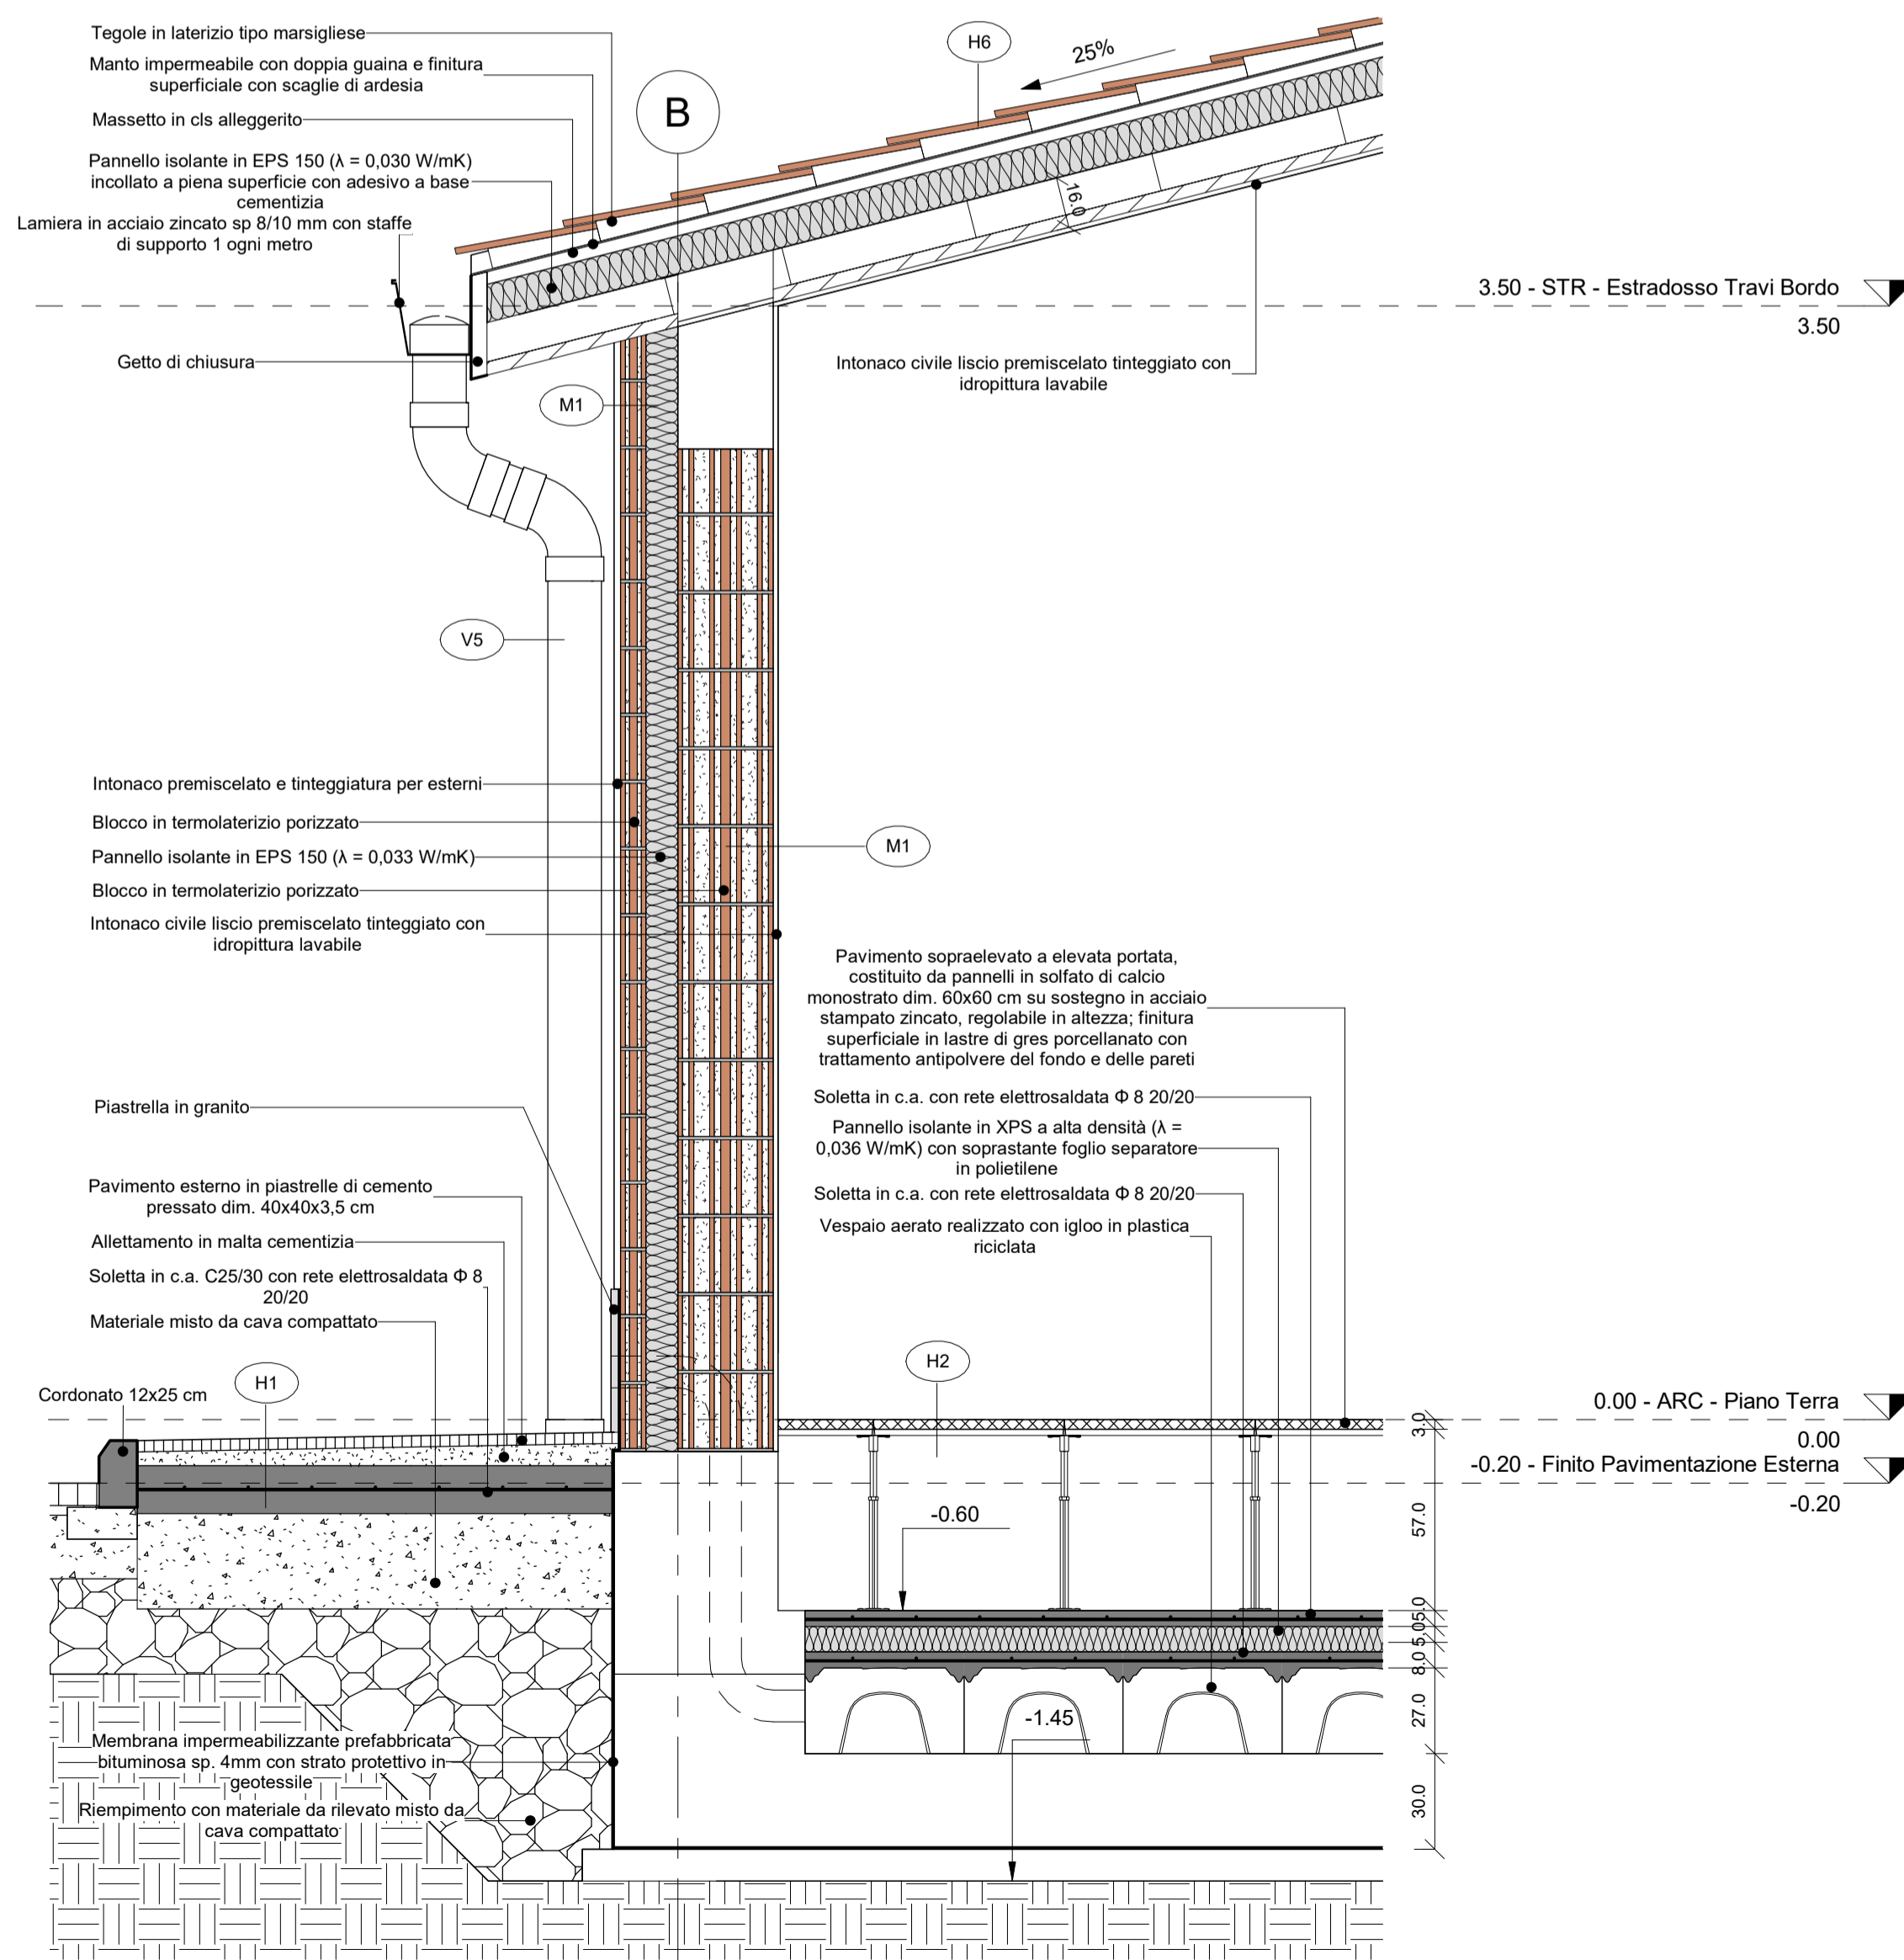 Tegole in laterizio tipo marsigliese
Manto impermeabile con doppia guaina e finitura
superficiale con scaglie di ardesia
Massetto in cls alleggerito
Pannello isolante in EPS 150 (λ = 0,030 W/mK)
incollato a piena superficie con adesivo a base
cementizia
Lamiera in acciaio zincato sp 8/10 mm con staffe
di supporto 1 ogni metro
Getto di chiusura
B
H6
25%
16.0
3.50 - STR - Estradosso Travi Bordo
3.50
Intonaco civile liscio premiscelato tinteggiato con
idropittura lavabile
M1
V5
Intonaco premiscelato e tinteggiatura per esterni
Blocco in termolaterizio porizzato
Pannello isolante in EPS 150 (λ = 0,033 W/mK)
Blocco in termolaterizio porizzato
Intonaco civile liscio premiscelato tinteggiato con
idropittura lavabile
M1
Pavimento sopraelevato a elevata portata,
costituito da pannelli in solfato di calcio
monostrato dim. 60x60 cm su sostegno in acciaio
stampato zincato, regolabile in altezza; finitura
superficiale in lastre di gres porcellanato con
trattamento antipolvere del fondo e delle pareti
Soletta in c.a. con rete elettrosaldata Φ 8 20/20
Pannello isolante in XPS a alta densità (λ =
0,036 W/mK) con soprastante foglio separatore
in polietilene
Soletta in c.a. con rete elettrosaldata Φ 8 20/20
Vespaio aerato realizzato con igloo in plastica
riciclata
Piastrella in granito
Pavimento esterno in piastrelle di cemento
pressato dim. 40x40x3,5 cm
Allettamento in malta cementizia
Soletta in c.a. C25/30 con rete elettrosaldata Φ 8
20/20
Materiale misto da cava compattato
Cordonato 12x25 cm
H1
H2
0.00 - ARC - Piano Terra
0.00
-0.20 - Finito Pavimentazione Esterna
-0.20
-0.60
-1.45
3.0
57.0
5.0
5.0
8.0
27.0
30.0
Membrana impermeabilizzante prefabbricata
bituminosa sp. 4mm con strato protettivo in
geotessile
Riempimento con materiale da rilevato misto da
cava compattato